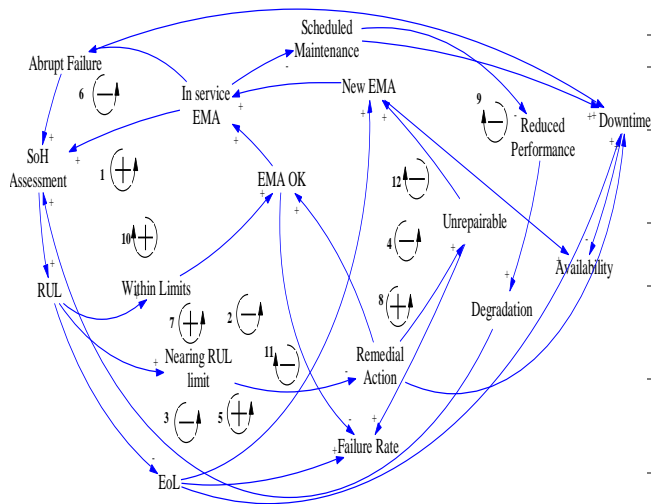 Scheduled
Maintenance
Abrupt Failure
6
In service
EMA
New EMA
9
Reduced
Performance
Downtime
SoH
Assessment
1
EMA OK
12
Unrepairable
10
4
RUL
Within Limits
8
Availability
Degradation
7
2
11
Nearing RUL
limit
Remedial
Action
3
5
Failure Rate
EoL